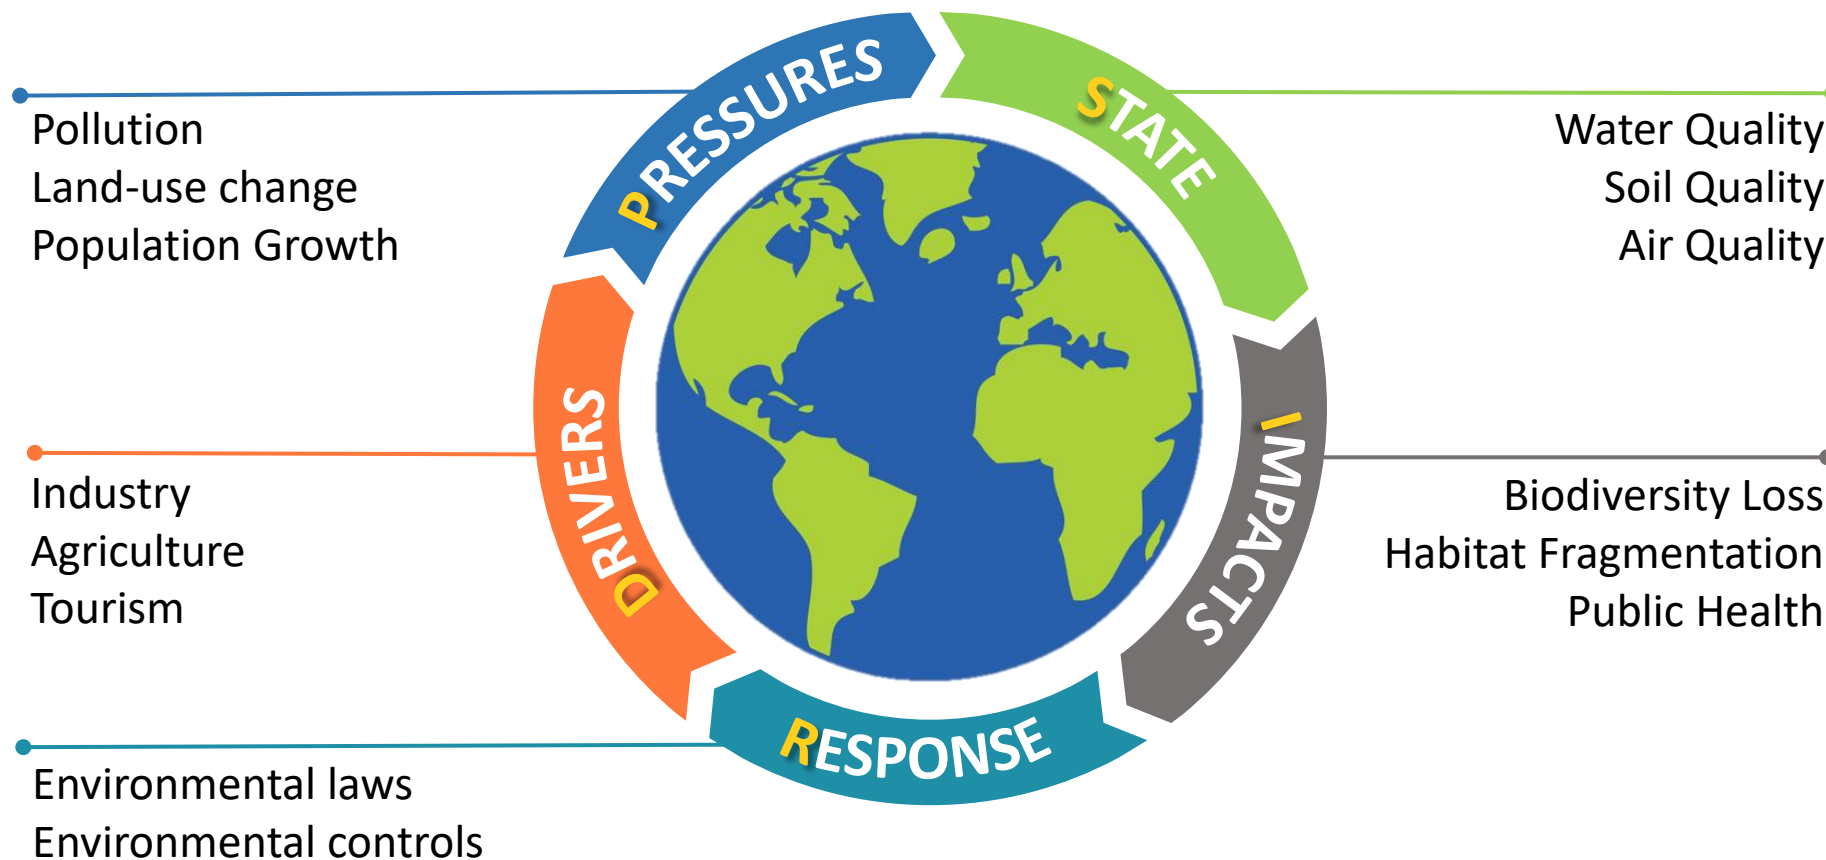 PRESSURES
Pollution
Land-use change
Population Growth
STATE
Water Quality
Soil Quality
Air Quality
DRIVERS
Industry
Agriculture
Tourism
IMPACTS
Biodiversity Loss
Habitat Fragmentation
Public Health
RESPONSE
Environmental laws
Environmental controls